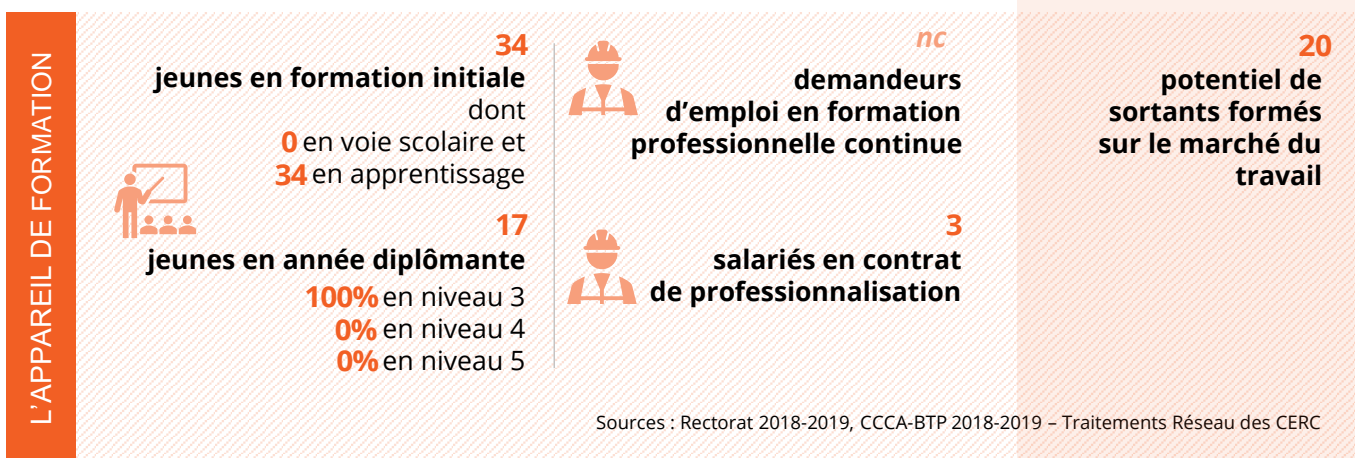 L'APPAREIL DE FORMATION
34
jeunes en formation initiale
dont
0 en voie scolaire et
34 en apprentissage
17
jeunes en année diplômante
100% en niveau 3
0% en niveau 4
0% en niveau 5
nc
demandeurs
d’emploi en formation
professionnelle continue
3
salariés en contrat
de professionnalisation
20
potentiel de
sortants formés
sur le marché du
travail
Sources : Rectorat 2018-2019, CCCA-BTP 2018-2019 – Traitements Réseau des CERC